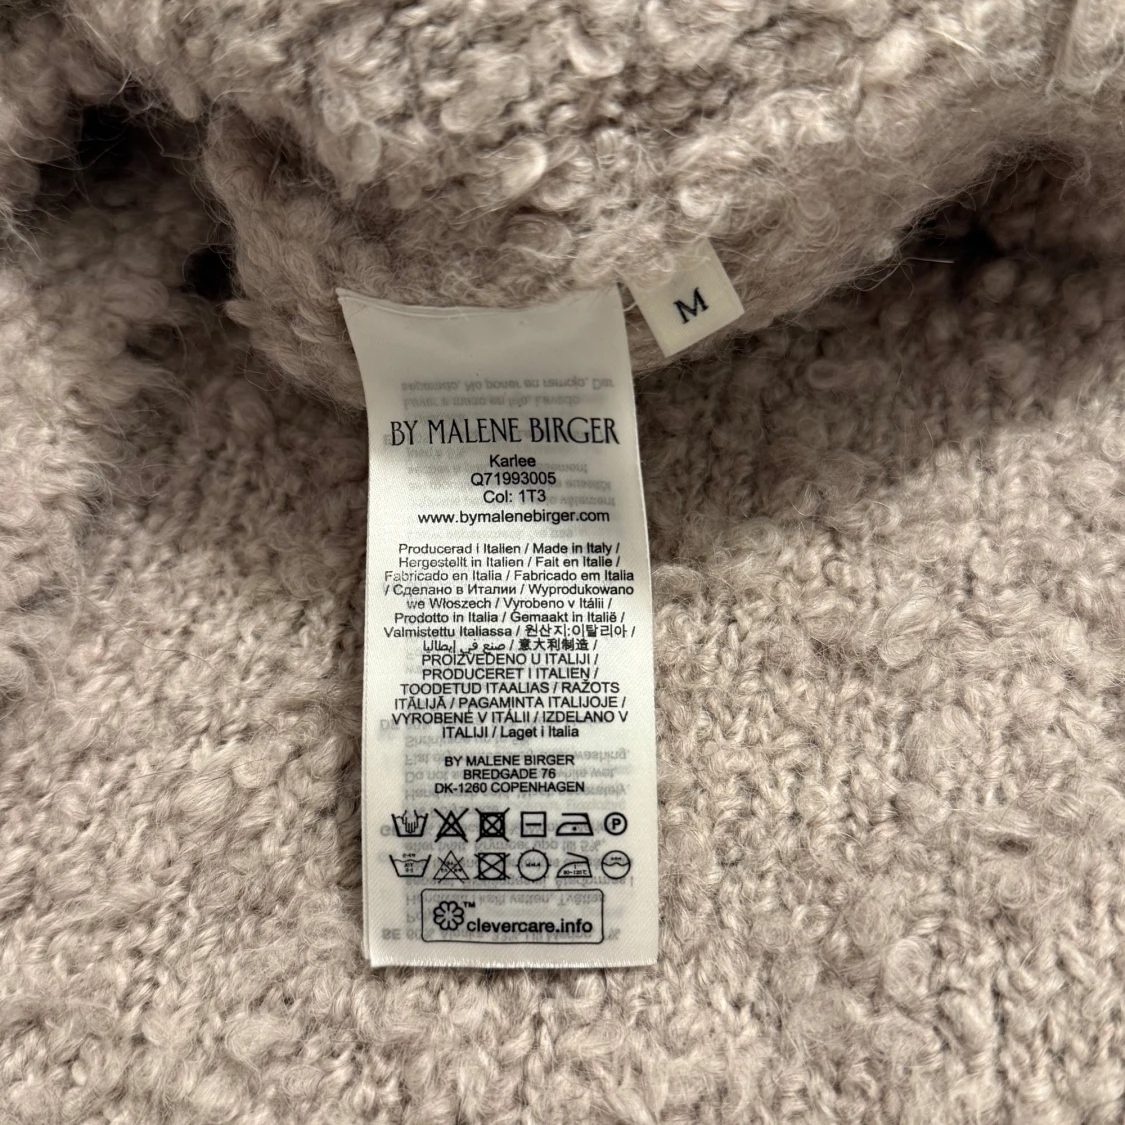 M
BY MALENE BIRGER
Karlee
Q71993005
Col: 1T3
www.bymalenebirger.com
Producerad i Italien / Made in Italy /
Hergestellt in Italien / Fait en Italie /
Fabricado en Italia / Fabricado em Italia
/ Сделано в Италии / Wyprodukowano
we Włoszech / Vyrobeno v Itálii /
Prodotto in Italia / Gemaakt in Italië /
Valmistettu Italiassa / 원산지:이탈리아 /
صنع في إيطاليا / 意大利制造 /
PROIZVEDENO U ITALIJI /
PRODUCERET I ITALIEN /
TOODETUD ITAALIAS / RAŽOTS
ITĀLIJĀ / PAGAMINTA ITALIJOJE /
VYROBENÉ V ITÁLII / IZDELANO V
ITALIJI / Laget i Italia
BY MALENE BIRGER
BREDGADE 76
DK-1260 COPENHAGEN
P
™
clevercare.info